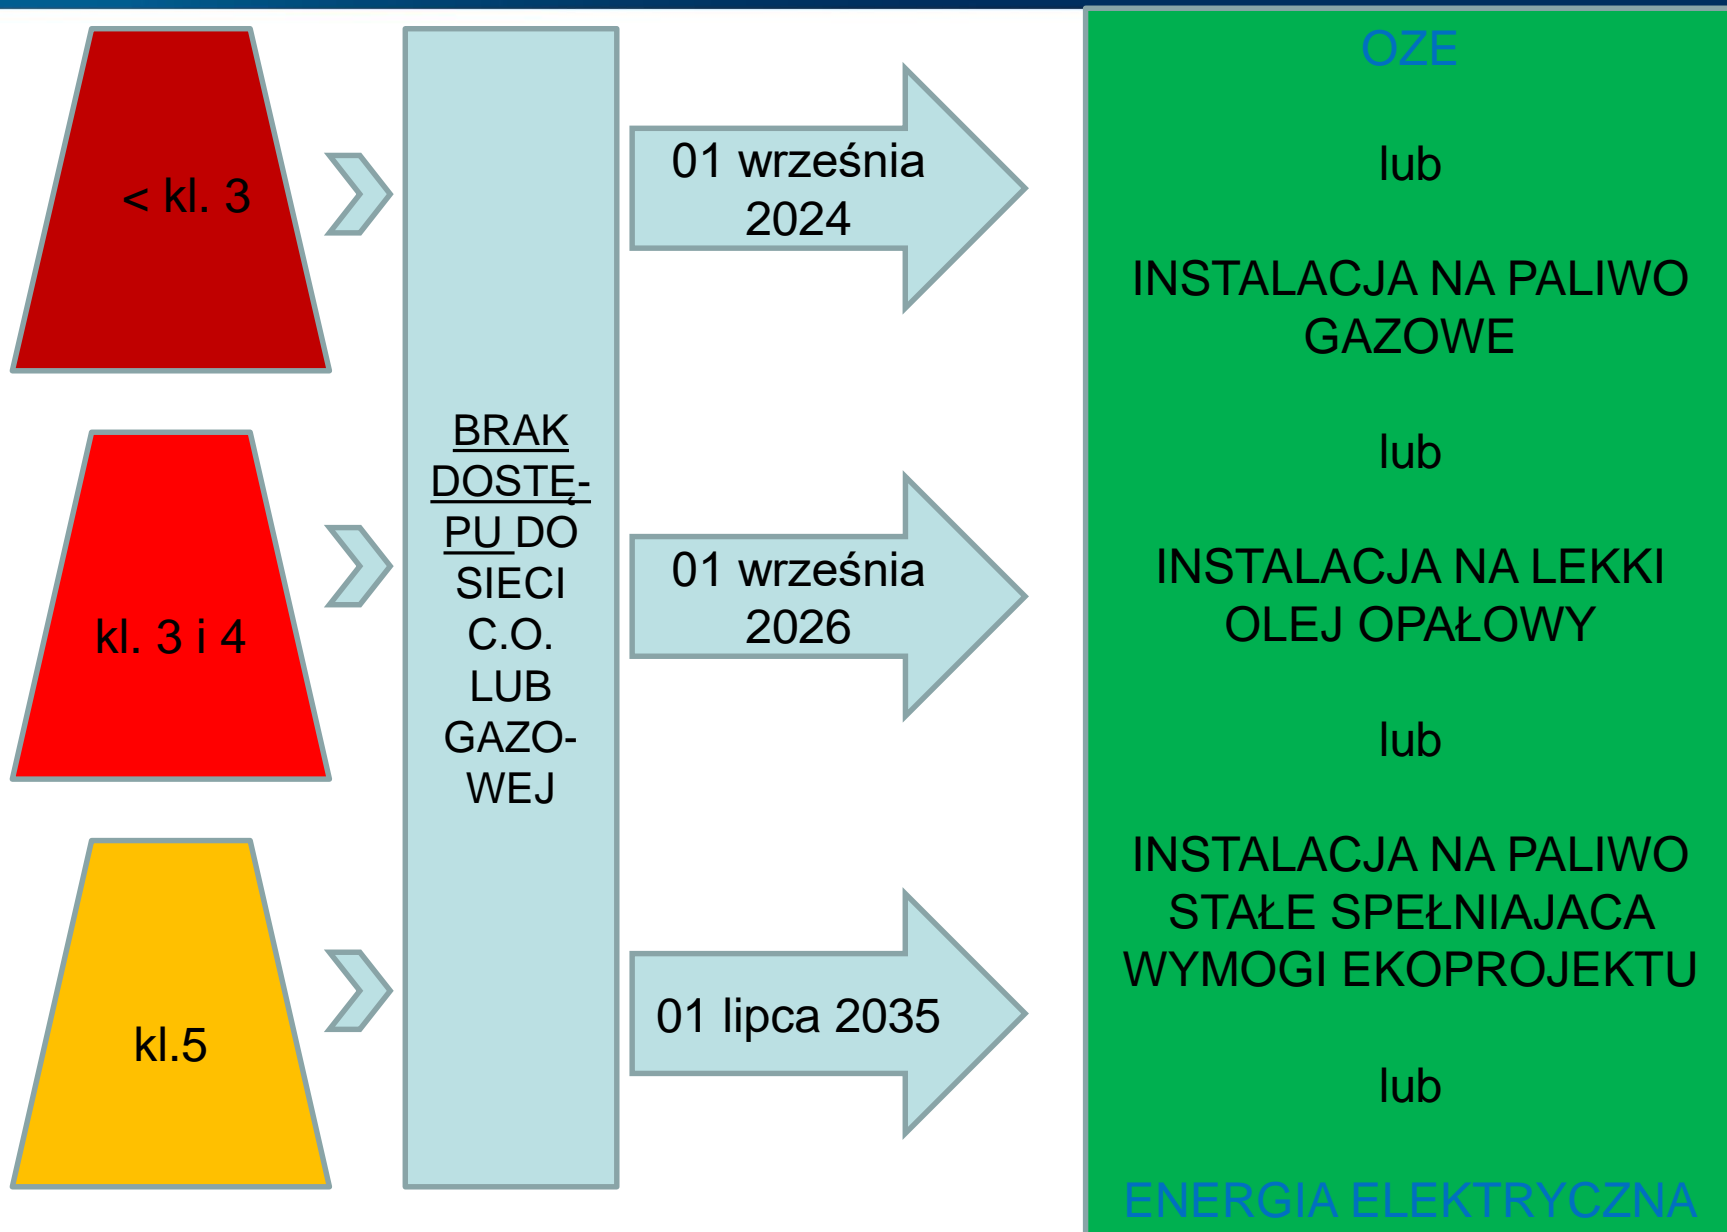 < kl. 3
kl. 3 i 4
kl.5
BRAK
DOSTĘ-
PU DO
SIECI
C.O.
LUB
GAZO-
WEJ
01 września
2024
01 września
2026
01 lipca 2035
OZE
lub
INSTALACJA NA PALIWO
GAZOWE
lub
INSTALACJA NA LEKKI
OLEJ OPAŁOWY
lub
INSTALACJA NA PALIWO
STAŁE SPEŁNIAJACA
WYMOGI EKOPROJEKTU
lub
ENERGIA ELEKTRYCZNA